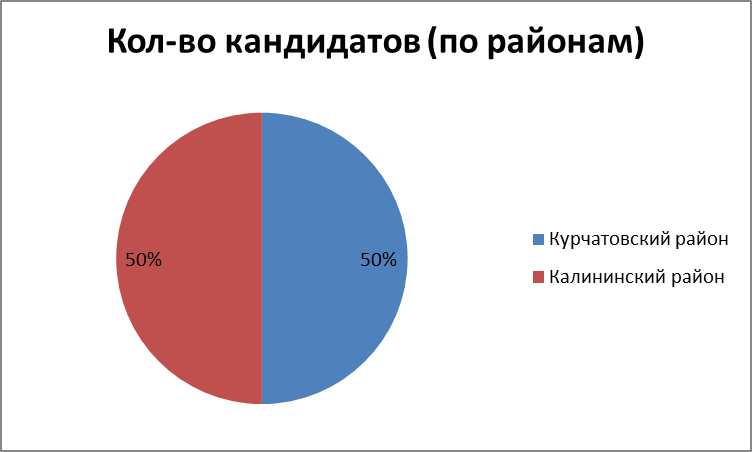 Кол-во кандидатов (по районам)
50%
50%
Курчатовский район
Калининский район